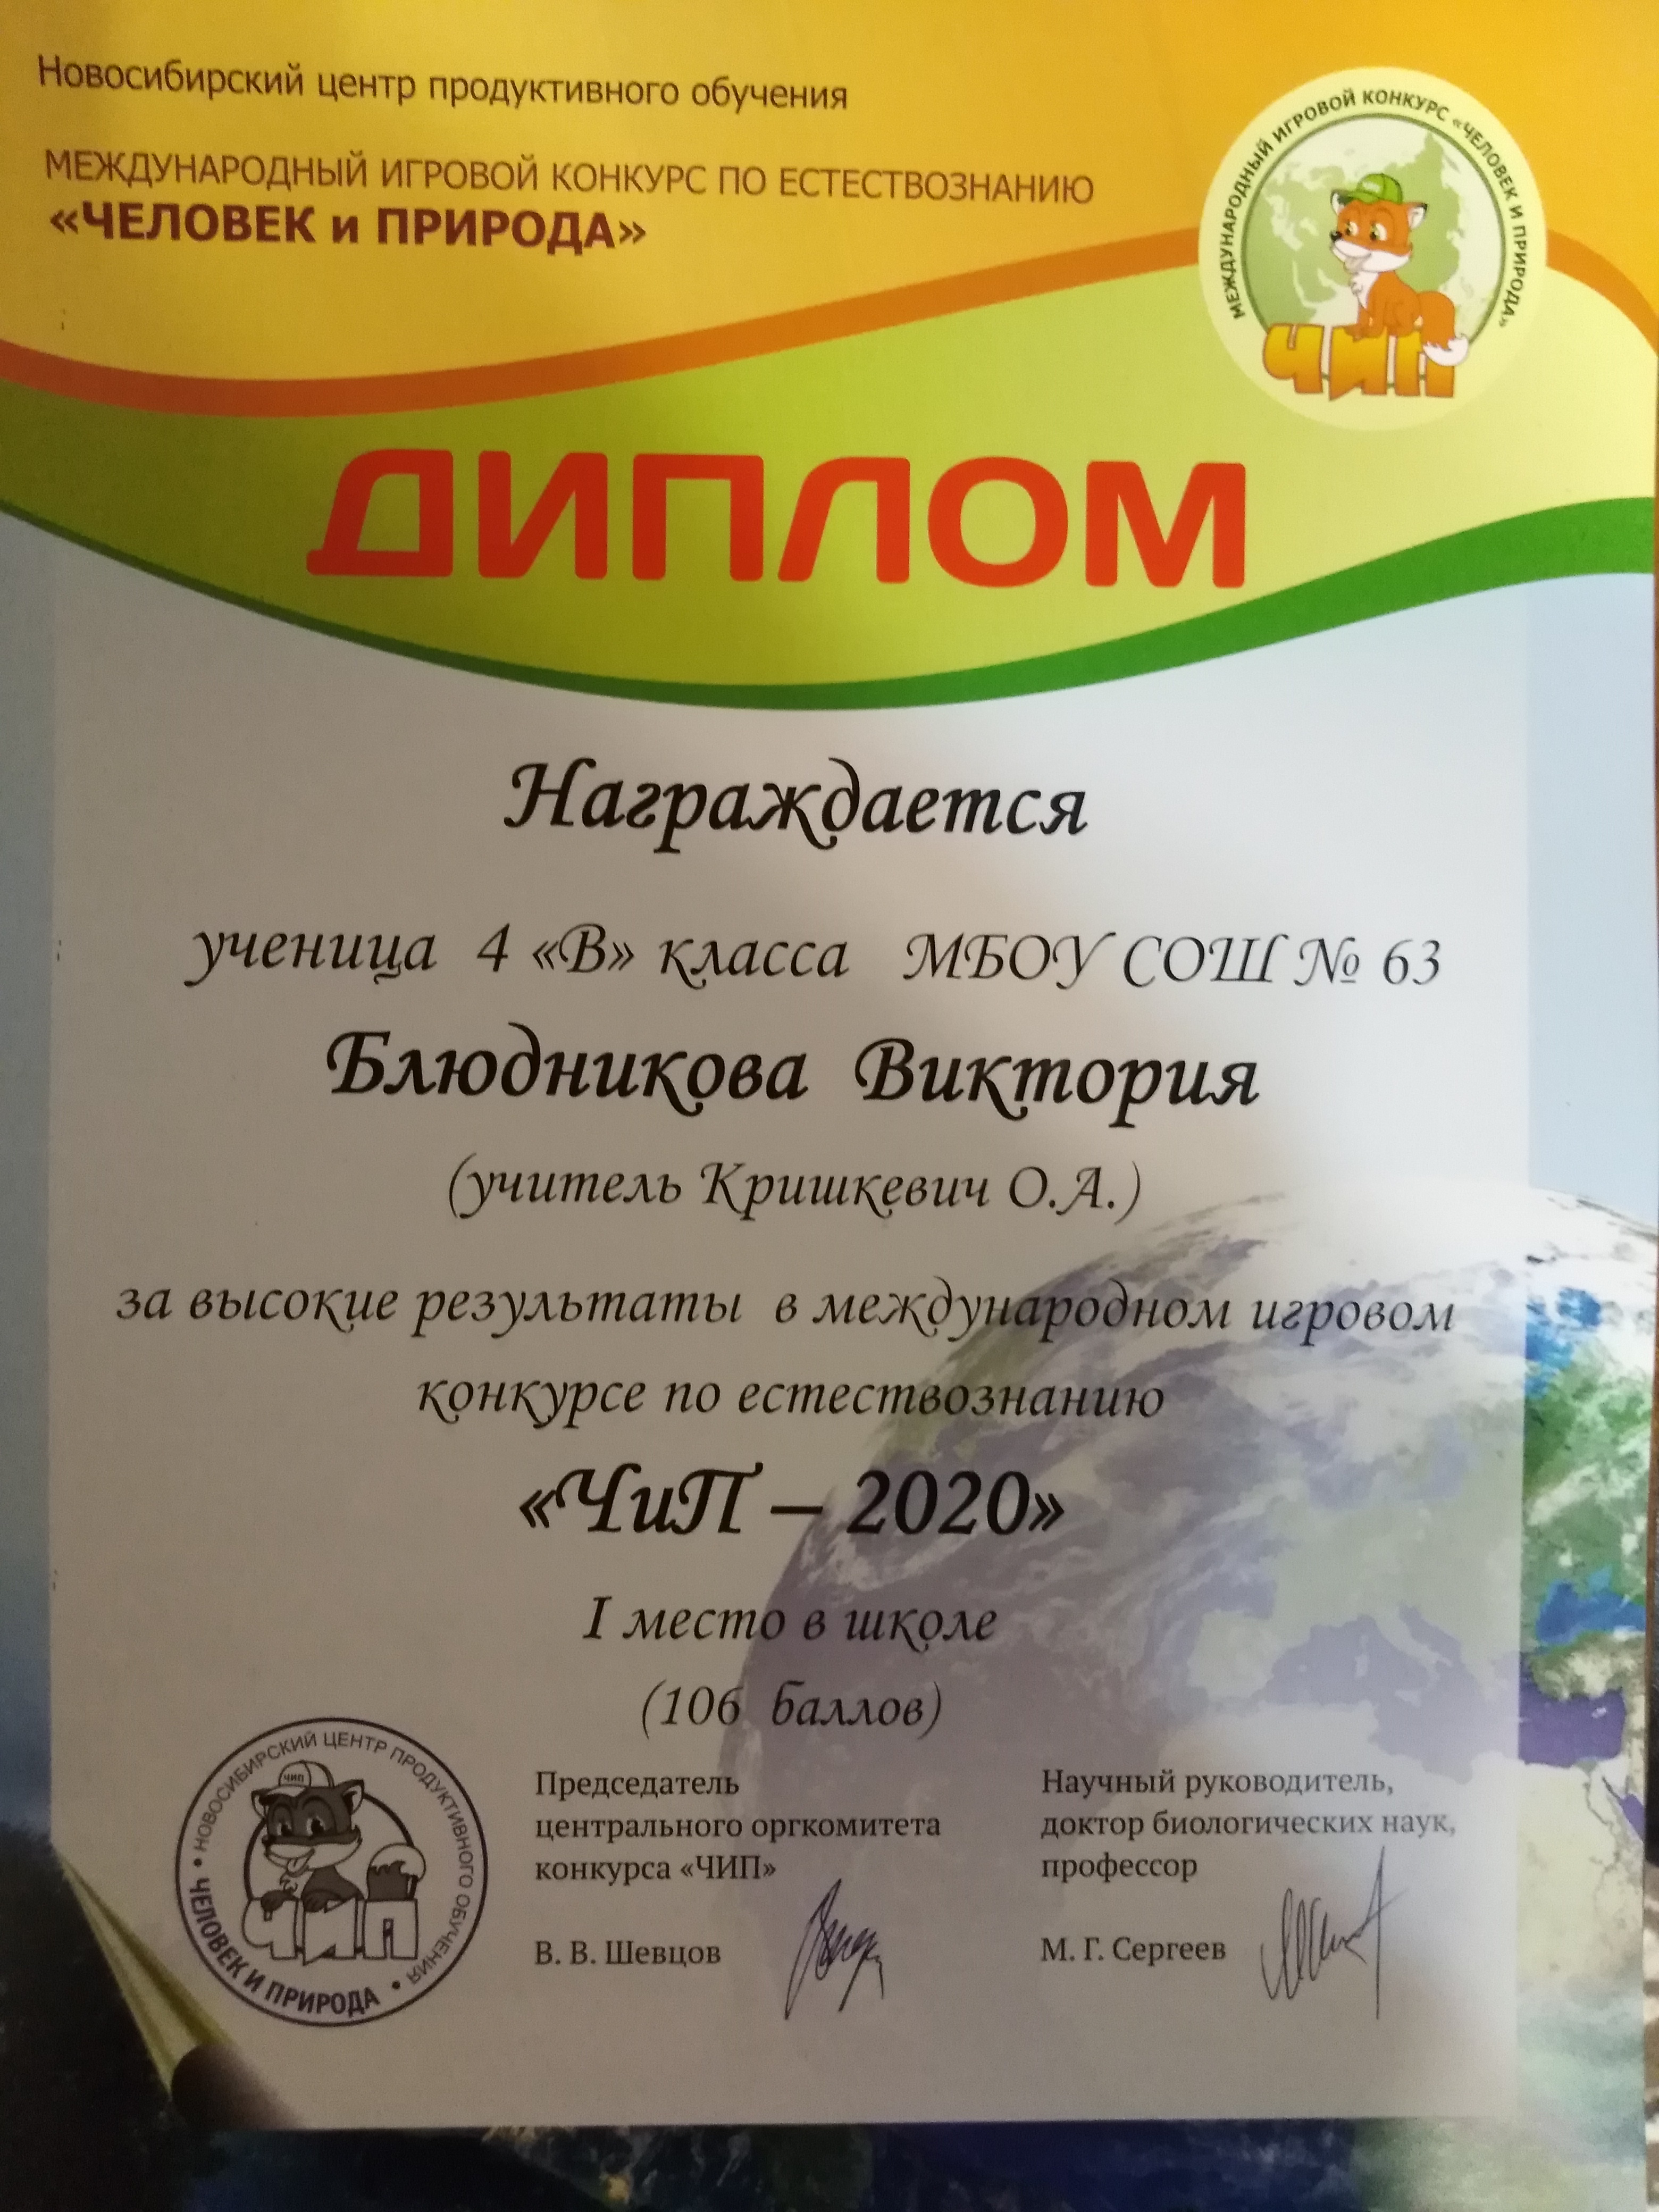 Новосибирский центр продуктивного обучения
МЕЖДУНАРОДНЫЙ ИГРОВОЙ КОНКУРС ПО ЕСТЕСТВОЗНАНИЮ
«ЧЕЛОВЕК и ПРИРОДА»
МЕЖДУНАРОДНЫЙ ИГРОВОЙ КОНКУРС «ЧЕЛОВЕК И ПРИРОДА»
ЧИП
ДИПЛОМ
Награждается
ученица 4 «В» класса МБОУ СОШ № 63
Блюдникова Виктория
(учитель Кришкевич О.А.)
за высокие результаты в международном игровом
конкурсе по естествознанию
«ЧиП – 2020»
I место в школе
(106 баллов)
• НОВОСИБИРСКИЙ ЦЕНТР ПРОДУКТИВНОГО ОБУЧЕНИЯ •
ЧИП
ЧИП
ЧЕЛОВЕК И ПРИРОДА
Председатель
центрального оргкомитета
конкурса «ЧИП»
В. В. Шевцов
Научный руководитель,
доктор биологических наук,
профессор
М. Г. Сергеев